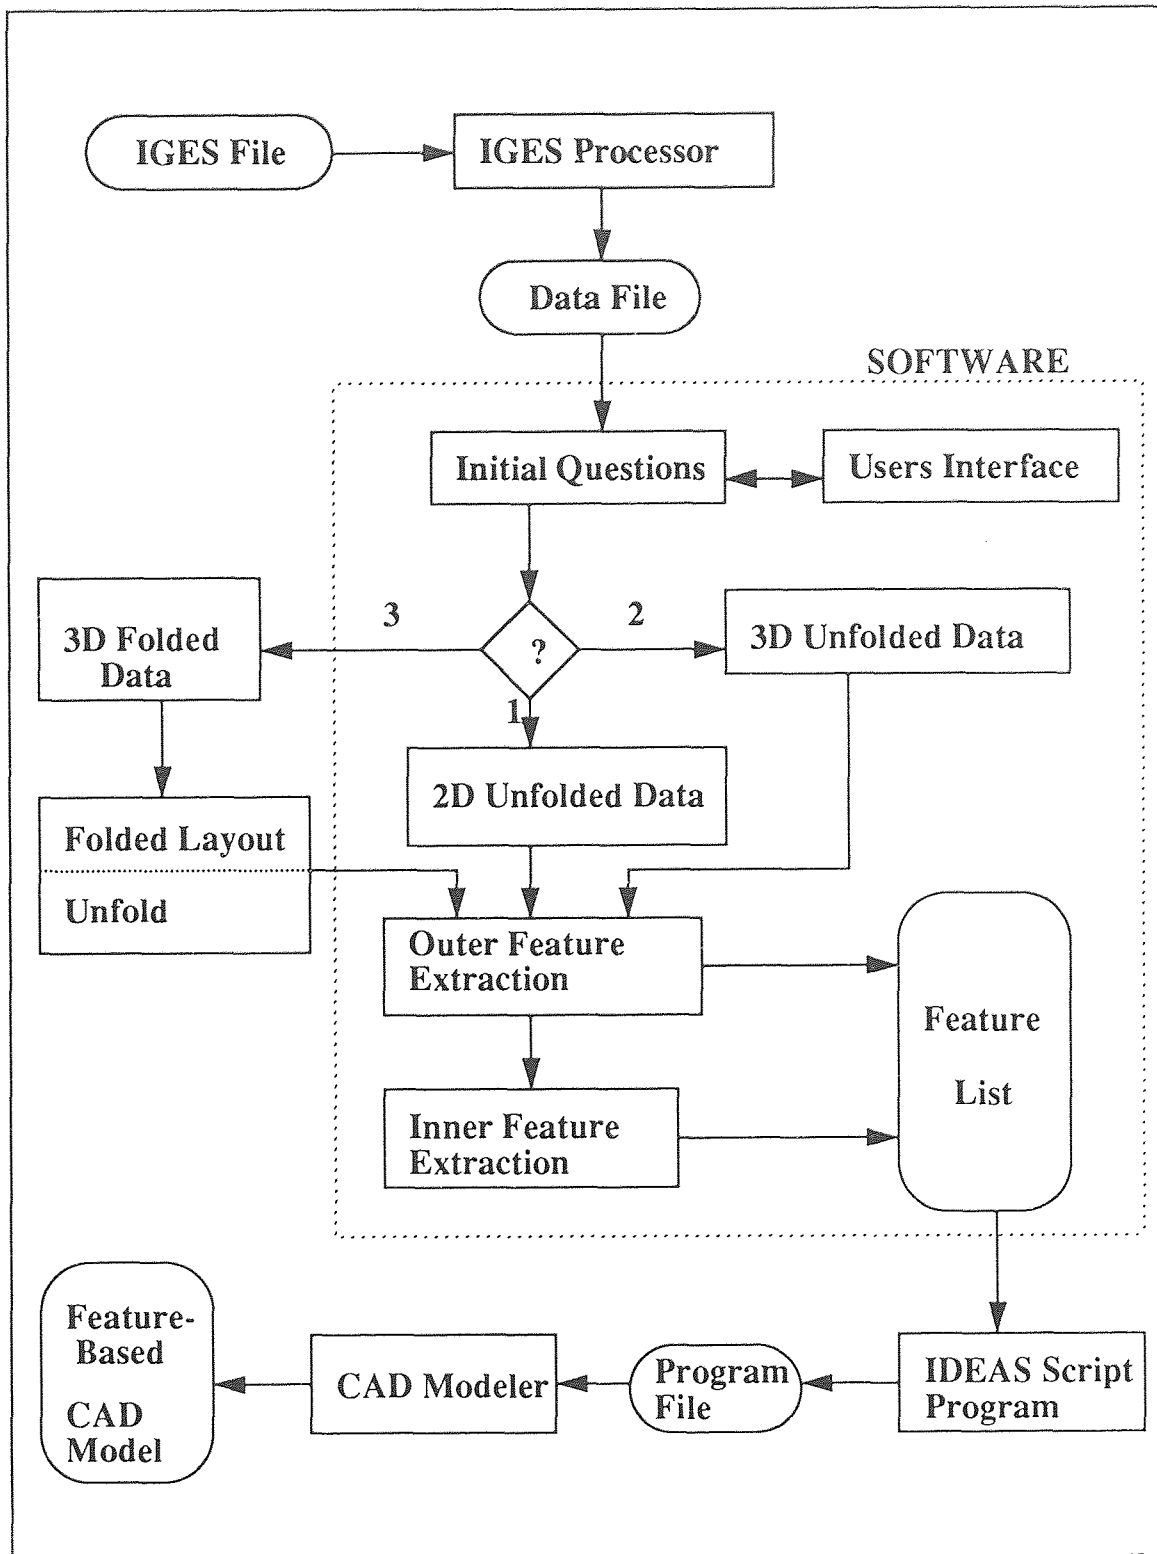 IGES File
IGES Processor
Data File
SOFTWARE
Initial Questions
Users Interface
3
2
3D Folded
Data
?
3D Unfolded Data
1
2D Unfolded Data
Folded Layout
Unfold
Outer Feature
Extraction
Feature
List
Inner Feature
Extraction
Feature-
Based
CAD
Model
CAD Modeler
Program
File
IDEAS Script
Program